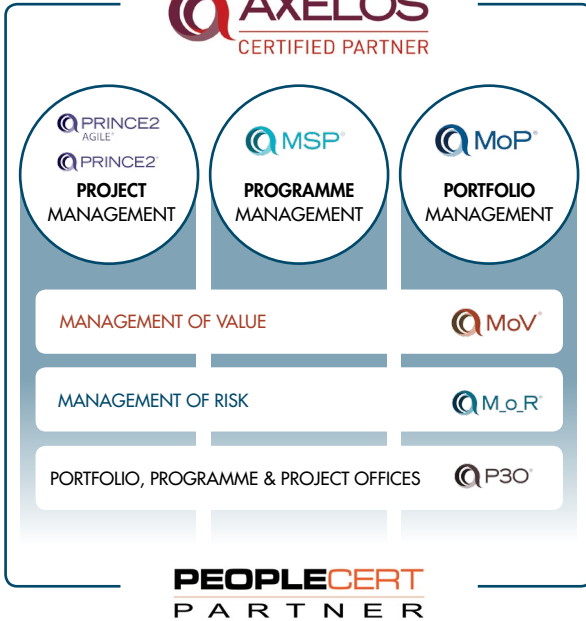 AXELOS
CERTIFIED PARTNER
PRINCE2
AGILE®
PRINCE2®
PROJECT
MANAGEMENT
MSP®
PROGRAMME
MANAGEMENT
MoP®
PORTFOLIO
MANAGEMENT
MANAGEMENT OF VALUE MoV®
MANAGEMENT OF RISK M_o_R®
PORTFOLIO, PROGRAMME & PROJECT OFFICES P3O®
PEOPLECERT
PARTNER